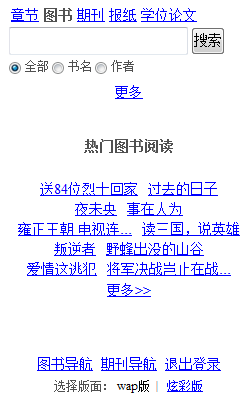 章节 图书 期刊 报纸 学位论文
搜索
全部 书名 作者
更多
热门图书阅读
送84位烈士回家 过去的日子
夜未央 事在人为
雍正王朝 电视连... 读三国，说英雄
叛逆者 野蜂出没的山谷
爱情这逃犯 将军决战岂止在战...
更多>>
图书导航 期刊导航 退出登录
选择版面： wap版 | 炫彩版